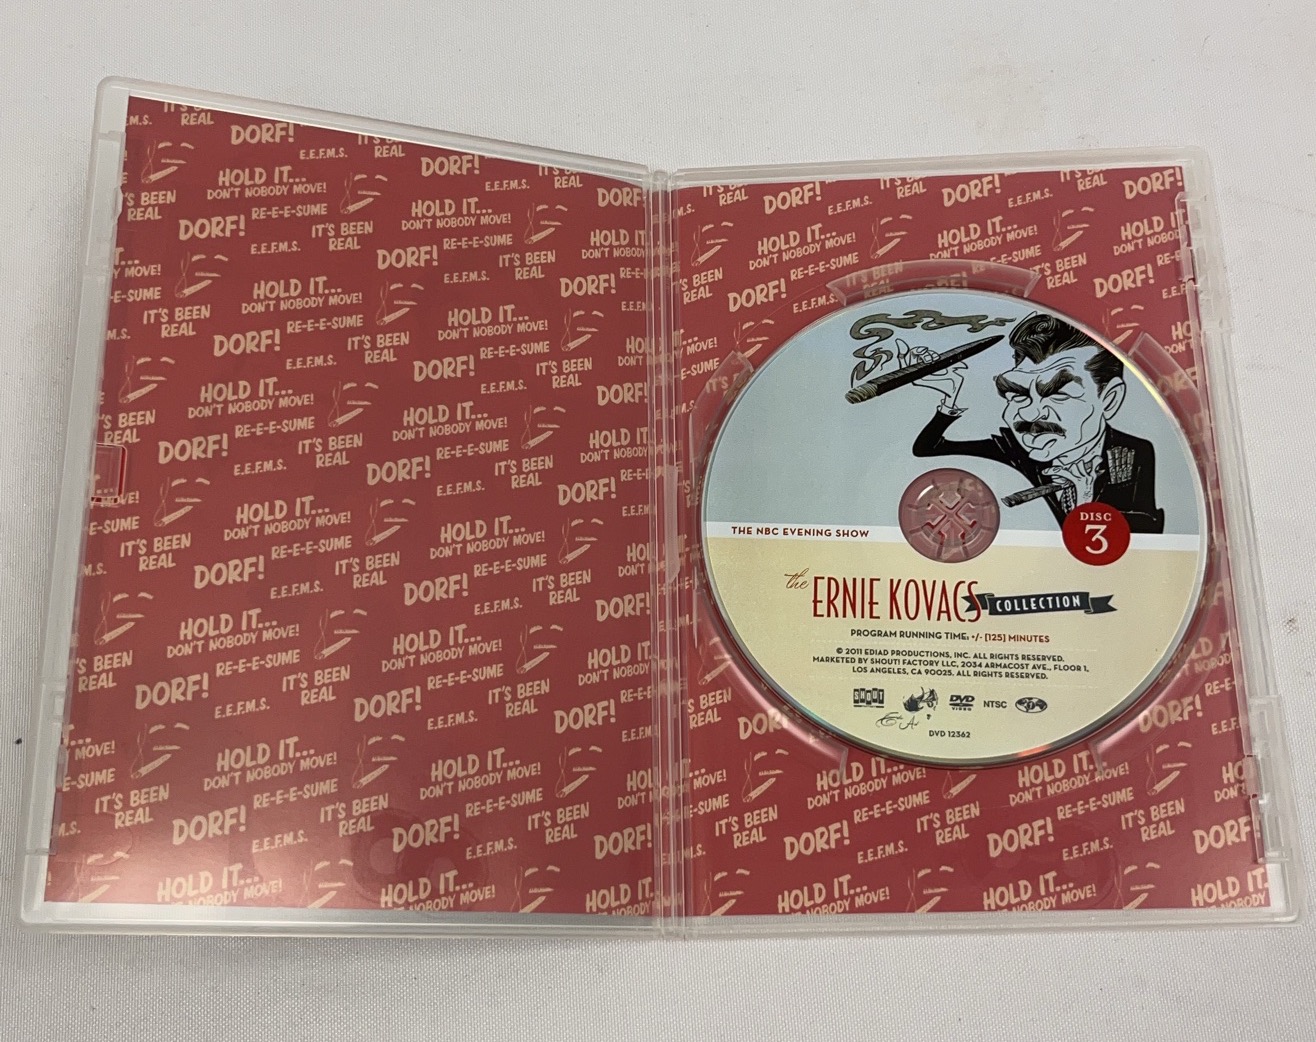 IT'S BEEN
REAL
DORF!
E.E.F.M.S.
HOLD IT...
DON'T NOBODY MOVE!
RE-E-E-SUME
THE NBC EVENING SHOW
DISC
3
the ERNIE KOVACS COLLECTION
PROGRAM RUNNING TIME: +/- [125] MINUTES
© 2011 EDIAD PRODUCTIONS, INC. ALL RIGHTS RESERVED.
MARKETED BY SHOUT! FACTORY LLC, 2034 ARMACOST AVE., FLOOR 1,
LOS ANGELES, CA 90025. ALL RIGHTS RESERVED.
SHOUT
DVD
VIDEO
NTSC
DVD 12362